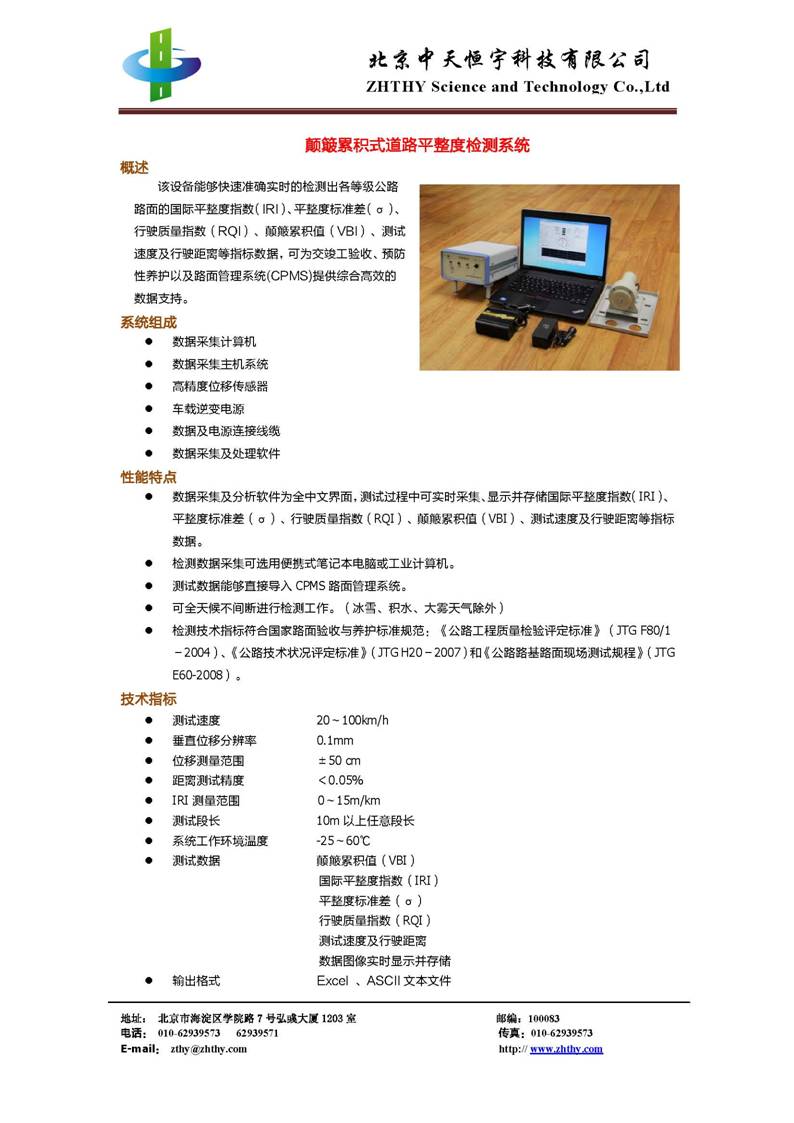 北京中天恒宇科技有限公司
ZHTHY Science and Technology Co.,Ltd
颠簸累积式道路平整度检测系统
概述
该设备能够快速准确实时的检测出各等级公路
路面的国际平整度指数(IRI)、平整度标准差(σ)、
行驶质量指数（RQI）、颠簸累积值（VBI）、测试
速度及行驶距离等指标数据，可为交竣工验收、预防
性养护以及路面管理系统(CPMS)提供综合高效的
数据支持。
系统组成
● 数据采集计算机
● 数据采集主机系统
● 高精度位移传感器
● 车载逆变电源
● 数据及电源连接线缆
● 数据采集及处理软件
性能特点
● 数据采集及分析软件为全中文界面，测试过程中可实时采集、显示并存储国际平整度指数（IRI）、
平整度标准差（σ）、行驶质量指数（RQI）、颠簸累积值（VBI）、测试速度及行驶距离等指标
数据。
● 检测数据采集可选用便携式笔记本电脑或工业计算机。
● 测试数据能够直接导入 CPMS 路面管理系统。
● 可全天候不间断进行检测工作。（冰雪、积水、大雾天气除外）
● 检测技术指标符合国家路面验收与养护标准规范：《公路工程质量检验评定标准》（JTG F80/1
－2004）、《公路技术状况评定标准》（JTG H20－2007）和《公路路基路面现场测试规程》（JTG
E60-2008）。
技术指标
● 测试速度 20～100km/h
● 垂直位移分辨率 0.1mm
● 位移测量范围 ±50 cm
● 距离测试精度 ＜0.05%
● IRI 测量范围 0～15m/km
● 测试段长 10m 以上任意段长
● 系统工作环境温度 -25～60℃
● 测试数据 颠簸累积值（VBI）
国际平整度指数（IRI）
平整度标准差（σ）
行驶质量指数（RQI）
测试速度及行驶距离
数据图像实时显示并存储
● 输出格式 Excel 、ASCII 文本文件
地址： 北京市海淀区学院路 7 号弘彧大厦 1203 室 邮编：100083
电话： 010-62939573 62939571 传真：010-62939573
E-mail： zthy@zhthy.com http:// www.zhthy.com